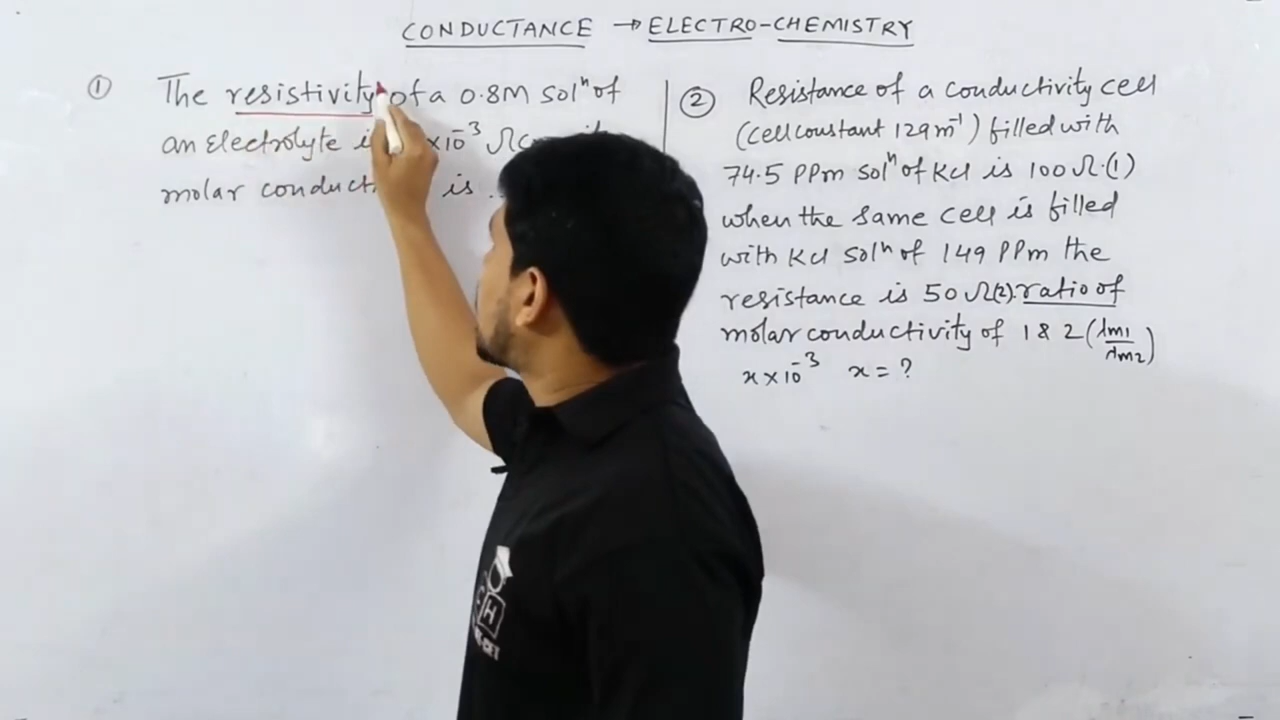 CONDUCTANCE → ELECTRO-CHEMISTRY
① The resistivity of a 0.8M solⁿ of
an electrolyte ×10⁻³ Ω
molar is ..
② Resistance of a conductivity cell
(cell constant 129 m⁻¹) filled with
74.5 PPm solⁿ of KCl is 100 Ω.(1)
when the same cell is filled
with KCl solⁿ of 149 PPm the
resistance is 50 Ω(2). ratio of
molar conductivity of 1 & 2 (λm1/λm2)
x×10⁻³ x = ?
C
H